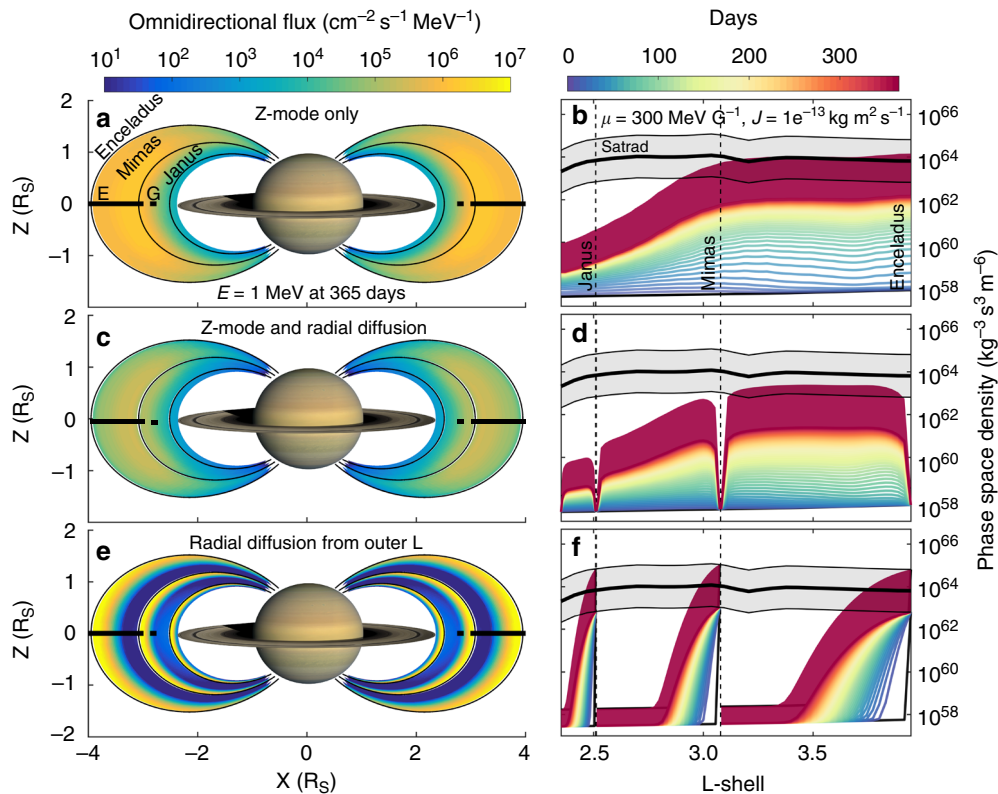 Omnidirectional flux (cm⁻² s⁻¹ MeV⁻¹)
10¹ 10² 10³ 10⁴ 10⁵ 10⁶ 10⁷
Days
0 100 200 300
a
Z-mode only
Enceladus
Mimas
Janus
E
G
E = 1 MeV at 365 days
2
1
0
−1
Z (R_S)
b
μ = 300 MeV G⁻¹, J = 1e⁻¹³ kg m² s⁻¹
Satrad
Janus
Mimas
Enceladus
10⁶⁶
10⁶⁴
10⁶²
10⁶⁰
10⁵⁸
c
Z-mode and radial diffusion
2
1
0
−1
Z (R_S)
d
10⁶⁶
10⁶⁴
10⁶²
10⁶⁰
10⁵⁸
Phase space density (kg⁻³ s³ m⁻⁶)
e
Radial diffusion from outer L
2
1
0
−1
−2
Z (R_S)
−4 −2 0 2 4
X (R_S)
f
10⁶⁶
10⁶⁴
10⁶²
10⁶⁰
10⁵⁸
2.5 3.0 3.5
L-shell